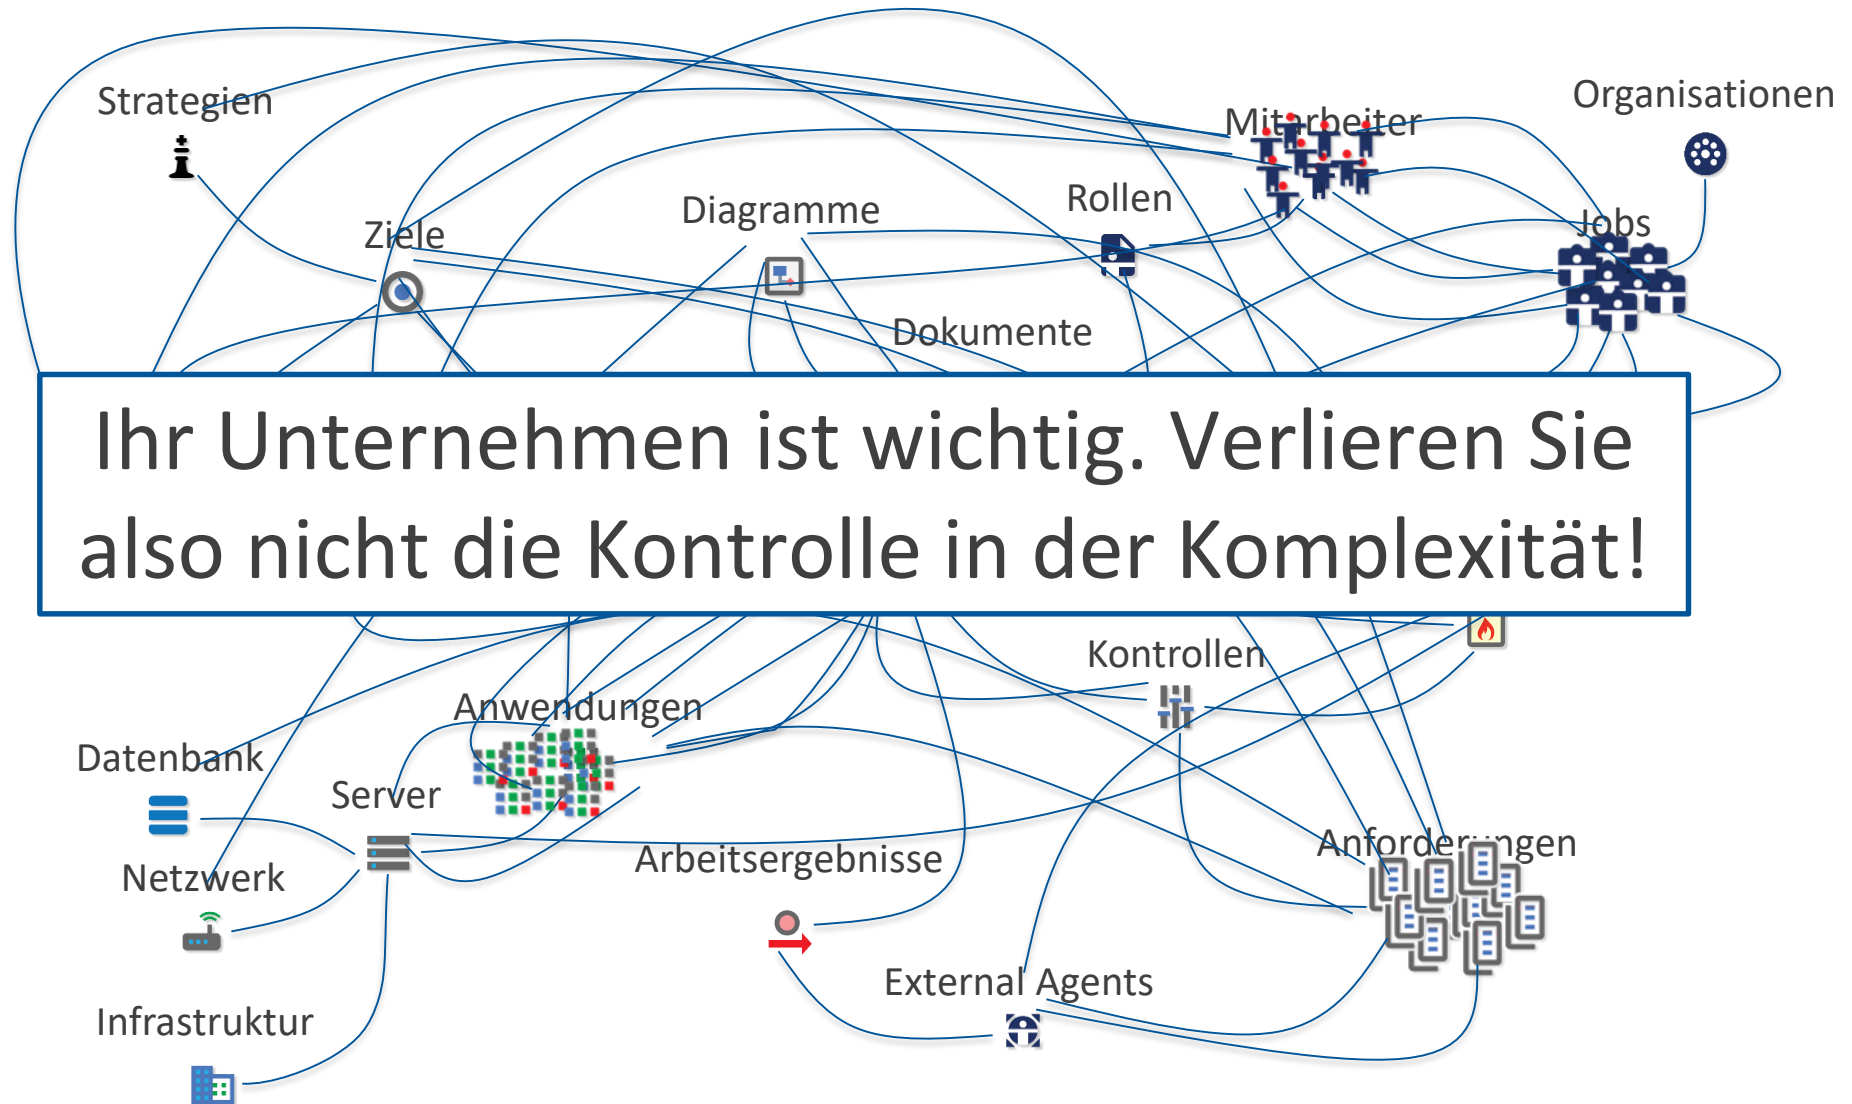 Strategien
Organisationen
Mitarbeiter
Rollen
Diagramme
Jobs
Ziele
Dokumente
Ihr Unternehmen ist wichtig. Verlieren Sie
also nicht die Kontrolle in der Komplexität!
Kontrollen
Anwendungen
Datenbank
Server
Anforderungen
Arbeitsergebnisse
Netzwerk
External Agents
Infrastruktur